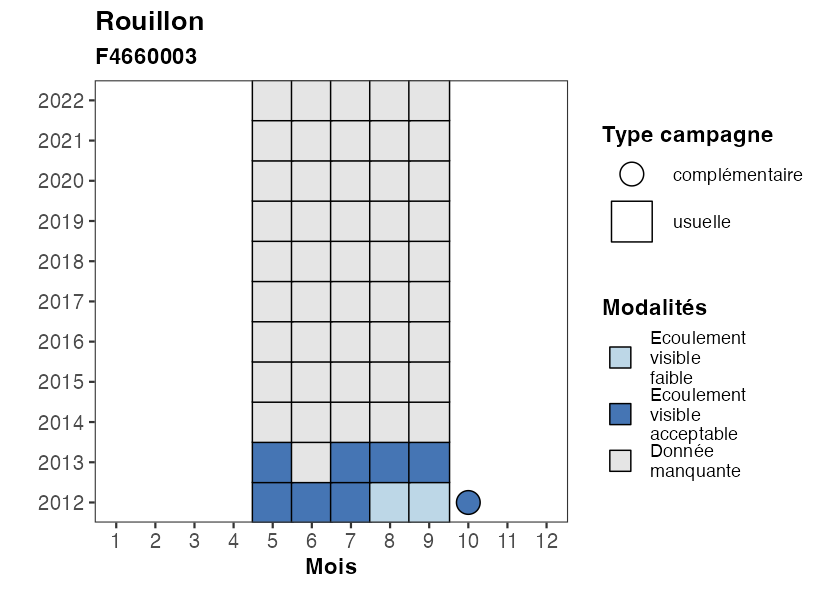 Rouillon
F4660003
2022
2021
2020
2019
2018
2017
2016
2015
2014
2013
2012
1 2 3 4 5 6 7 8 9 10 11 12
Mois
Type campagne
complémentaire
usuelle
Modalités
Ecoulement
visible
faible
Ecoulement
visible
acceptable
Donnée
manquante